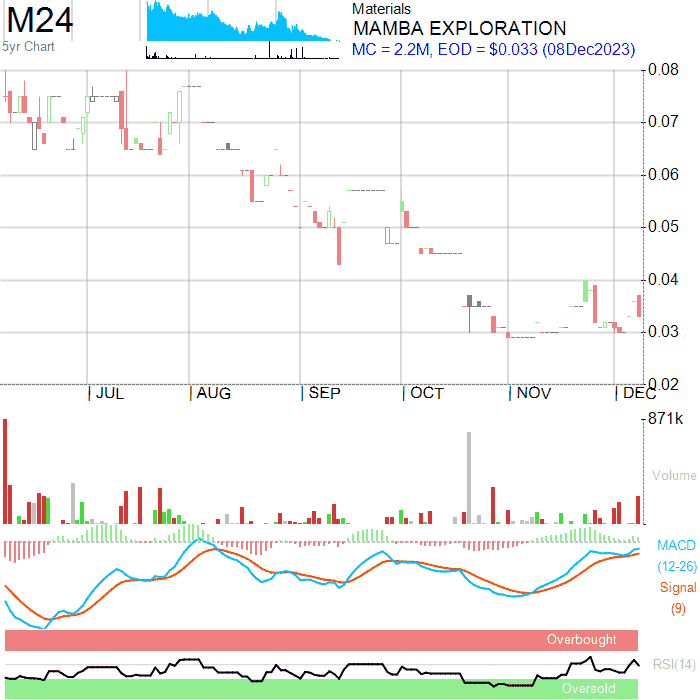 M24
5yr Chart
Materials
MAMBA EXPLORATION
MC = 2.2M, EOD = $0.033 (08Dec2023)
0.08
0.07
0.06
0.05
0.04
0.03
0.02
JUL AUG SEP OCT NOV DEC
871k
Volume
MACD
(12-26)
Signal
(9)
Overbought
RSI(14)
Oversold